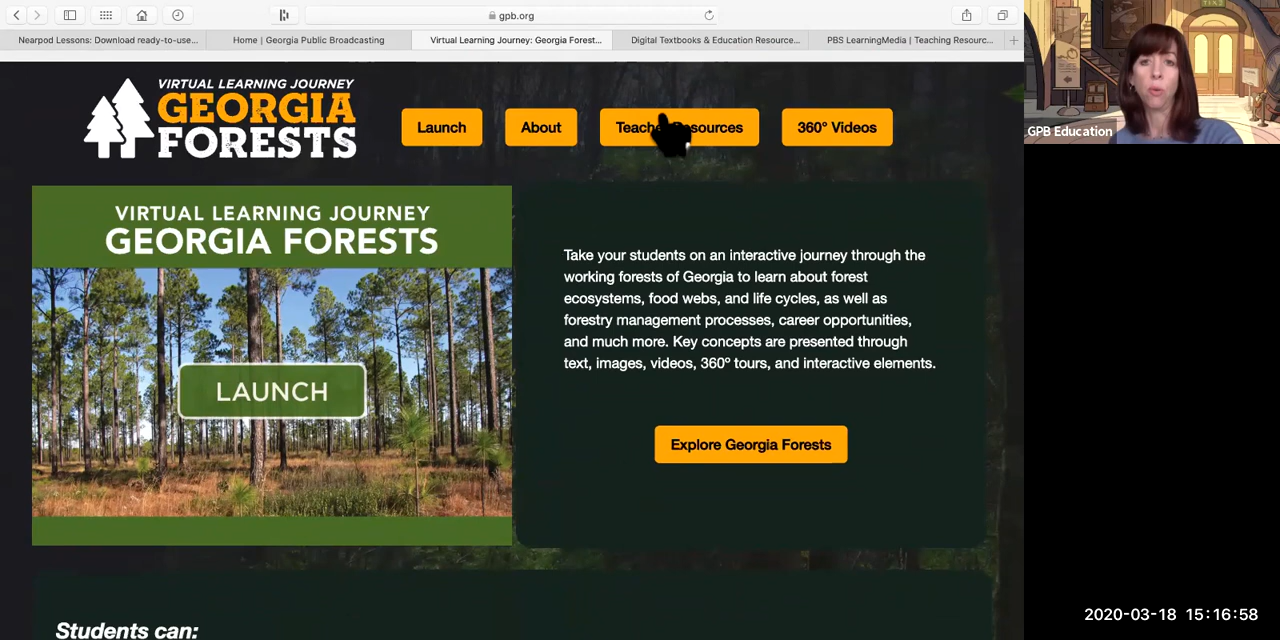 gpb.org
Nearpod Lessons: Download ready-to-use...
Home | Georgia Public Broadcasting
Virtual Learning Journey: Georgia Forest...
Digital Textbooks & Education Resource...
PBS LearningMedia | Teaching Resourc...
VIRTUAL LEARNING JOURNEY
GEORGIA
FORESTS
Launch
About
Teacher Resources
360° Videos
GPB Education
VIRTUAL LEARNING JOURNEY
GEORGIA FORESTS
LAUNCH
Take your students on an interactive journey through the
working forests of Georgia to learn about forest
ecosystems, food webs, and life cycles, as well as
forestry management processes, career opportunities,
and much more. Key concepts are presented through
text, images, videos, 360° tours, and interactive elements.
Explore Georgia Forests
Students can:
2020-03-18 15:16:58